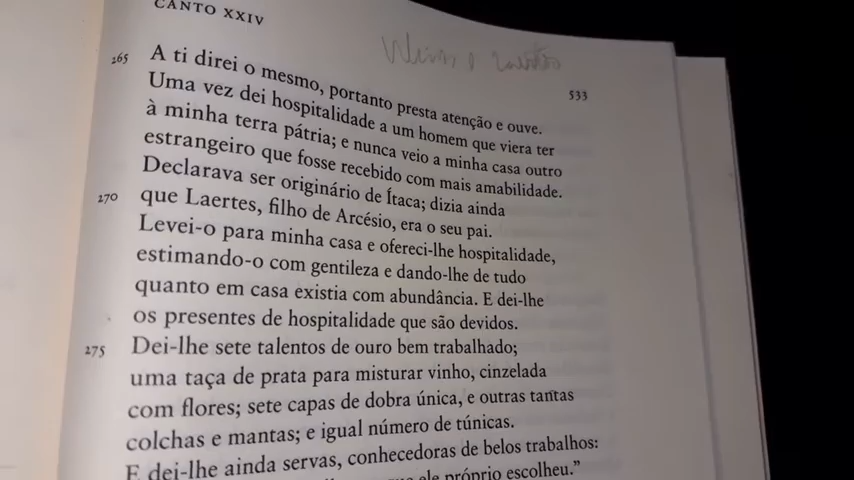 CANTO XXIV
533
265 A ti direi o mesmo, portanto presta atenção e ouve.
Uma vez dei hospitalidade a um homem que viera ter
à minha terra pátria; e nunca veio a minha casa outro
estrangeiro que fosse recebido com mais amabilidade.
Declarava ser originário de Ítaca; dizia ainda
270 que Laertes, filho de Arcésio, era o seu pai.
Levei-o para minha casa e ofereci-lhe hospitalidade,
estimando-o com gentileza e dando-lhe de tudo
quanto em casa existia com abundância. E dei-lhe
os presentes de hospitalidade que são devidos.
275 Dei-lhe sete talentos de ouro bem trabalhado;
uma taça de prata para misturar vinho, cinzelada
com flores; sete capas de dobra única, e outras tantas
colchas e mantas; e igual número de túnicas.
E dei-lhe ainda servas, conhecedoras de belos trabalhos:
que ele próprio escolheu.”